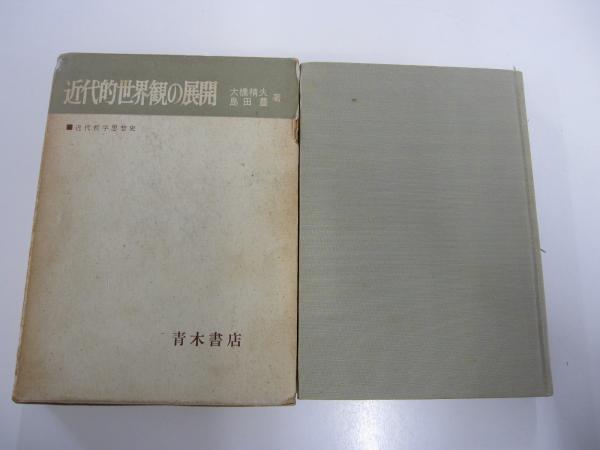 近代的世界観の展開
大橋精夫
島田豊 著
■近代哲学思想史
青木書店